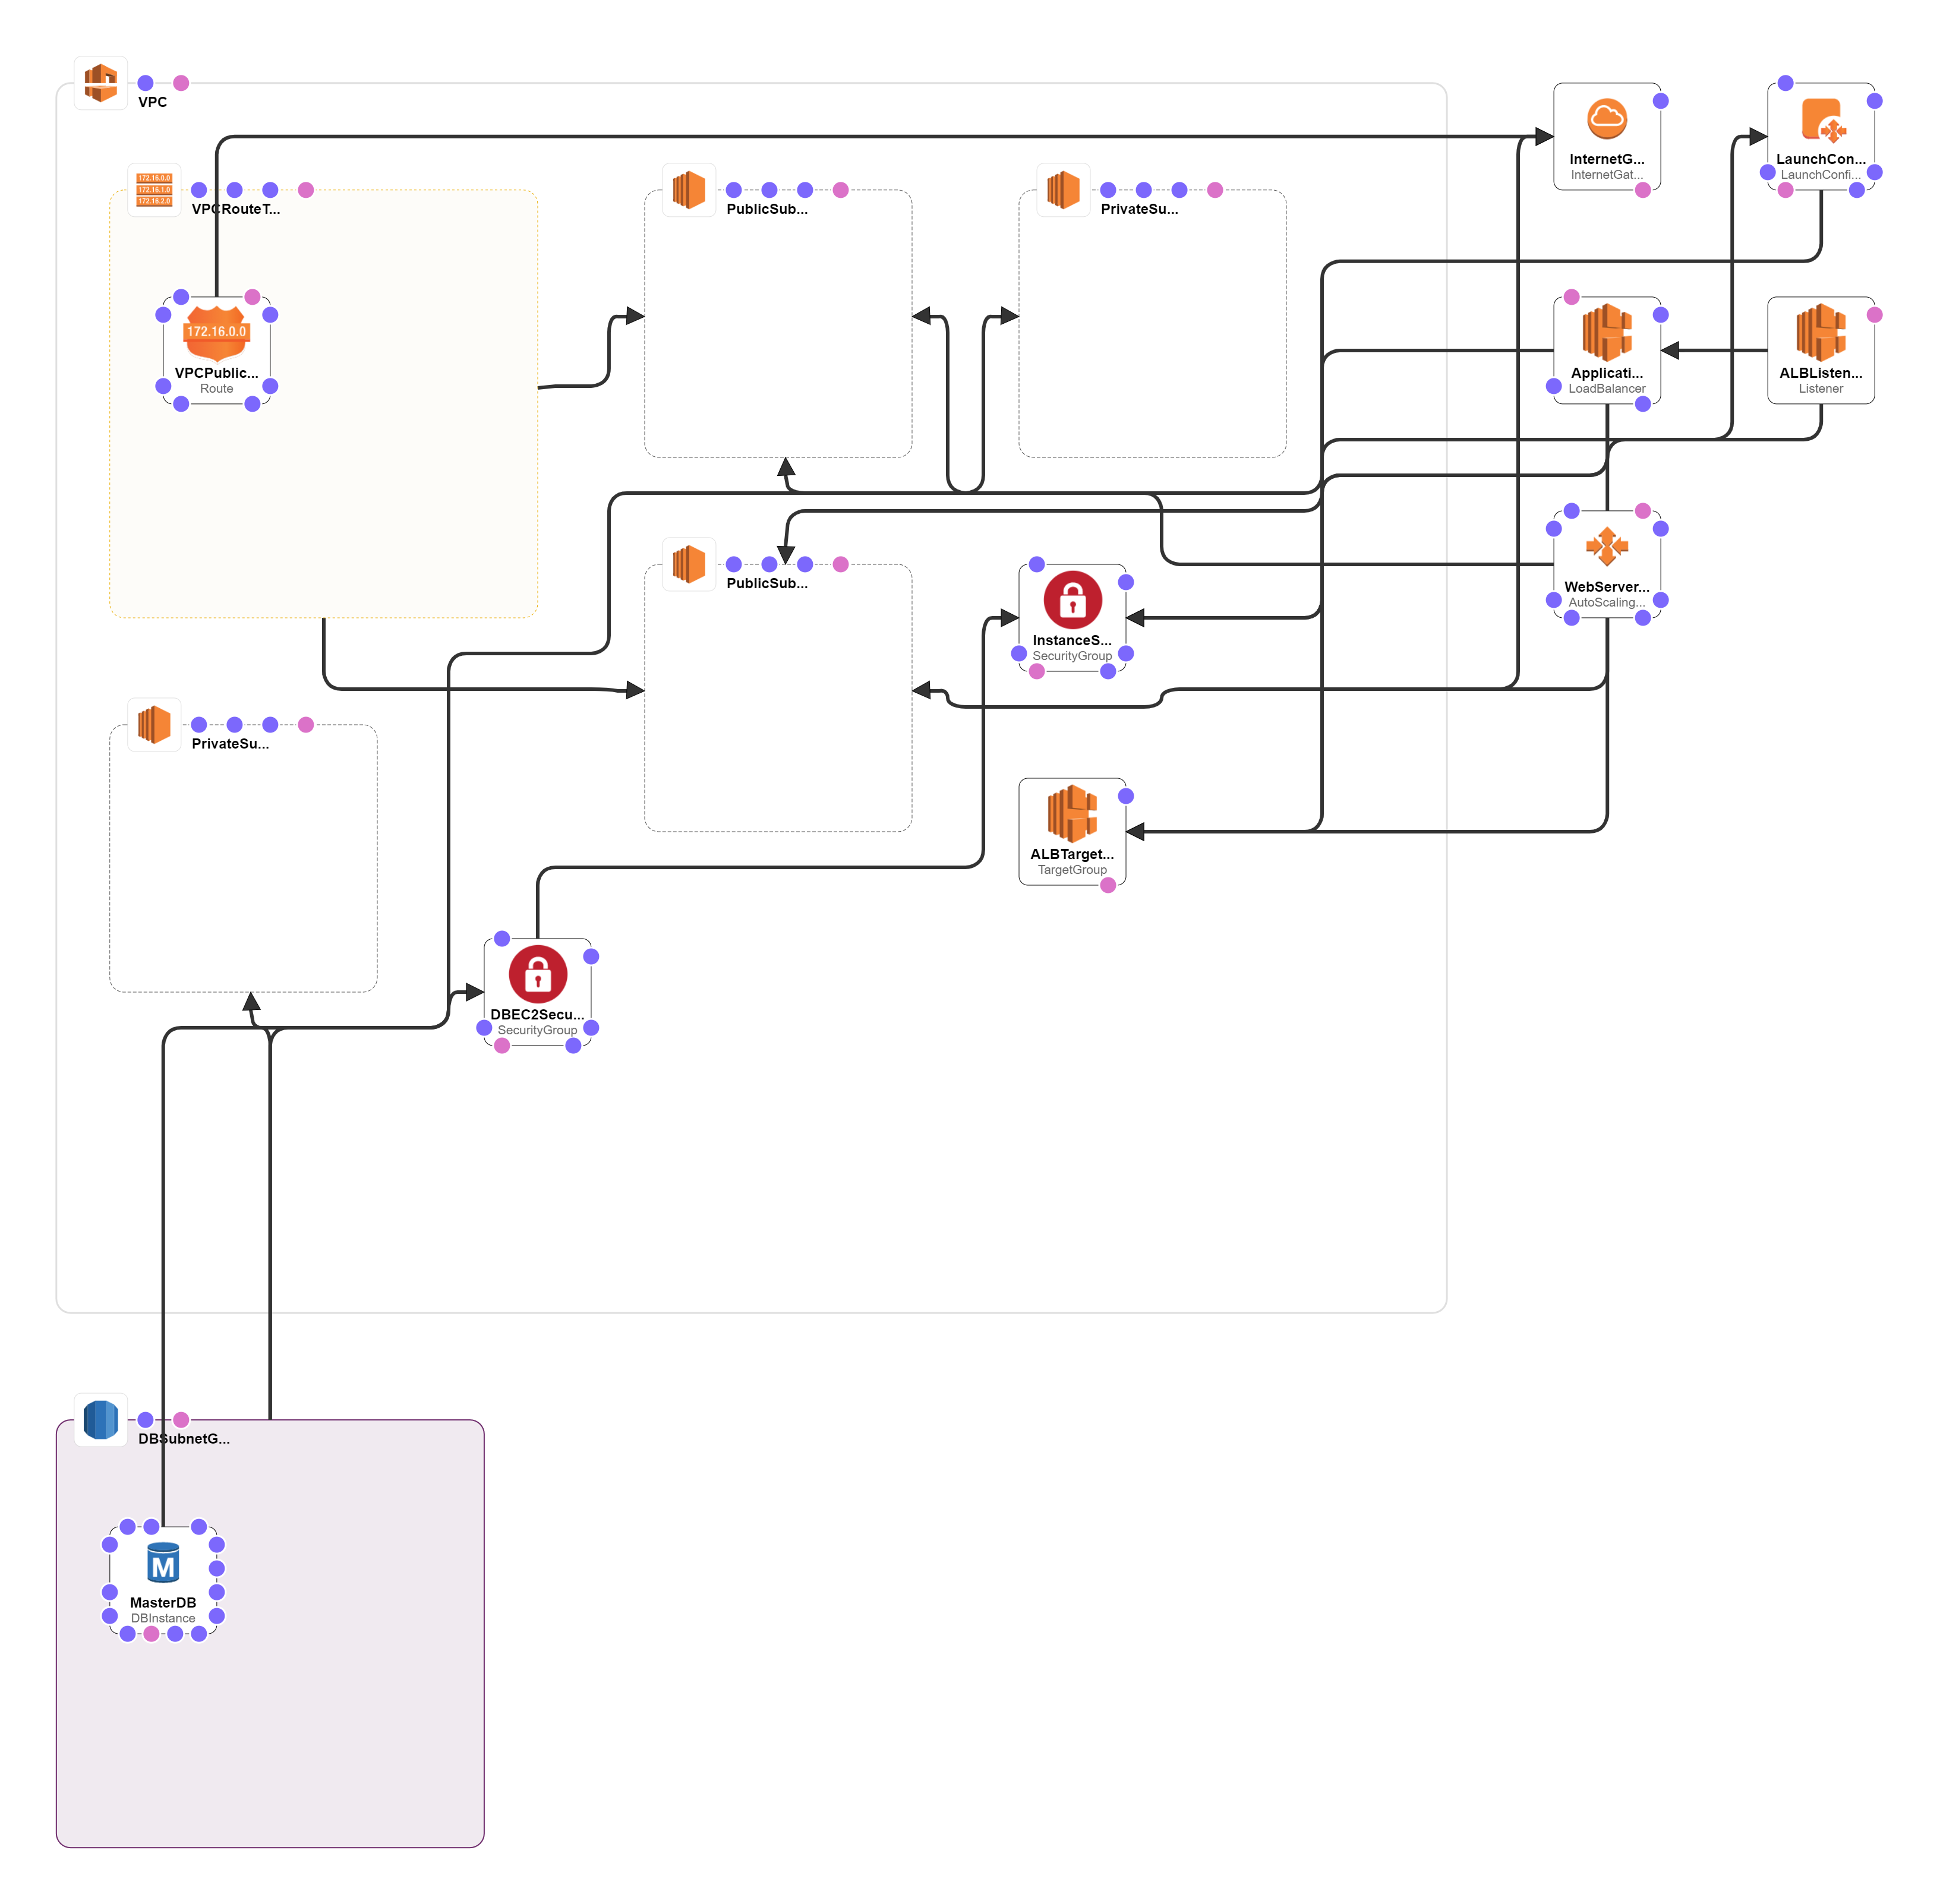 VPC
InternetG...
InternetGat...
LaunchCon...
LaunchConfi...
172.16.0.0
172.16.1.0
172.16.2.0
VPCRouteT...
PublicSub...
PrivateSu...
172.16.0.0
VPCPublic...
Route
Applicati...
LoadBalancer
ALBListen...
Listener
PublicSub...
InstanceS...
SecurityGroup
WebServer...
AutoScaling...
PrivateSu...
ALBTarget...
TargetGroup
DBEC2Secu...
SecurityGroup
DBSubnetG...
M
MasterDB
DBInstance